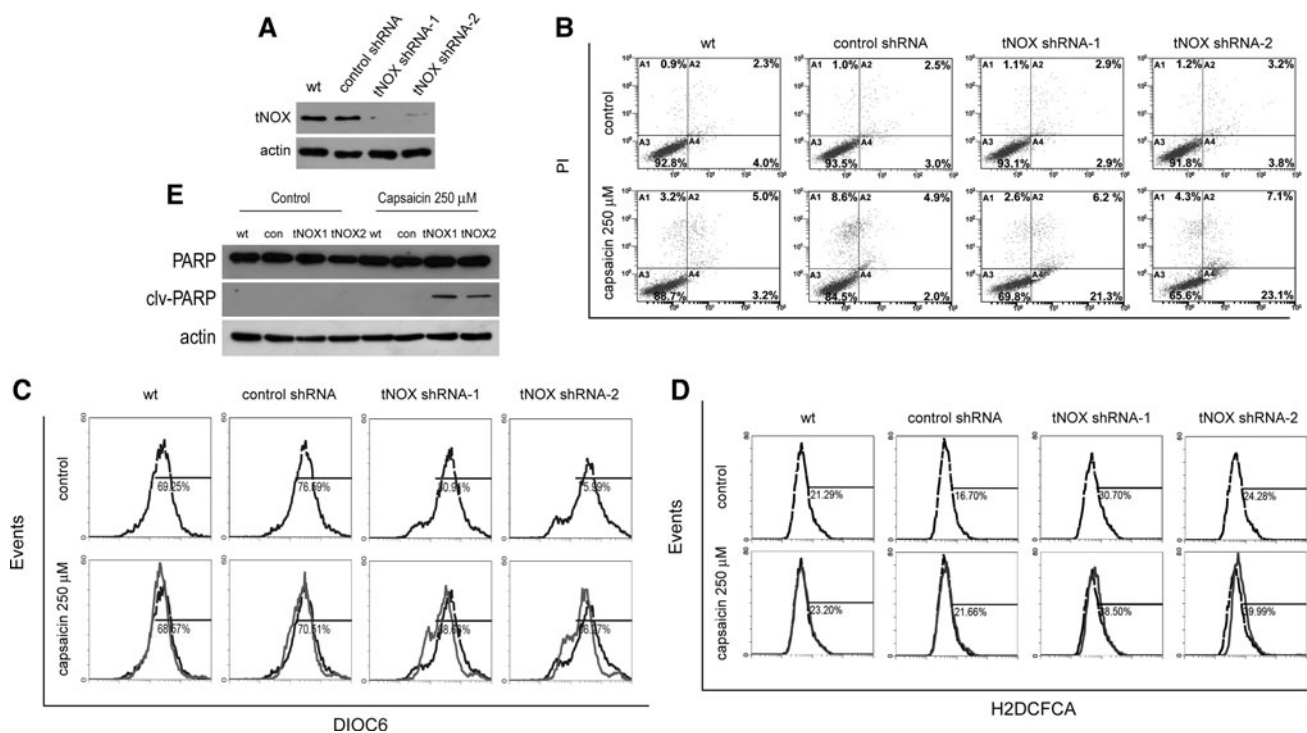 A
wt
control shRNA
tNOX shRNA-1
tNOX shRNA-2
tNOX
actin
E
Control
Capsaicin 250 µM
wt con tNOX1 tNOX2 wt con tNOX1 tNOX2
PARP
clv-PARP
actin
B
wt control shRNA tNOX shRNA-1 tNOX shRNA-2
PI
control
A1 0.9% A2 2.3%
A3 92.8% A4 4.0%
A1 1.0% A2 2.5%
A3 93.5% A4 3.0%
A1 1.1% A2 2.9%
A3 93.1% A4 2.9%
A1 1.2% A2 3.2%
A3 91.8% A4 3.8%
capsaicin 250 µM
A1 3.2% A2 5.0%
A3 88.7% A4 3.2%
A1 8.6% A2 4.9%
A3 84.5% A4 2.0%
A1 2.6% A2 6.2 %
A3 69.8% A4 21.3%
A1 4.3% A2 7.1%
A3 65.6% A4 23.1%
C
wt control shRNA tNOX shRNA-1 tNOX shRNA-2
Events
control
60 0
69.25%
capsaicin 250 µM
60 0
68.67%
70.51%
DIOC6
D
wt control shRNA tNOX shRNA-1 tNOX shRNA-2
Events
control
80 0
21.29% 16.70% 30.70% 24.28%
capsaicin 250 µM
80 0
23.20% 21.66%
H2DCFCA